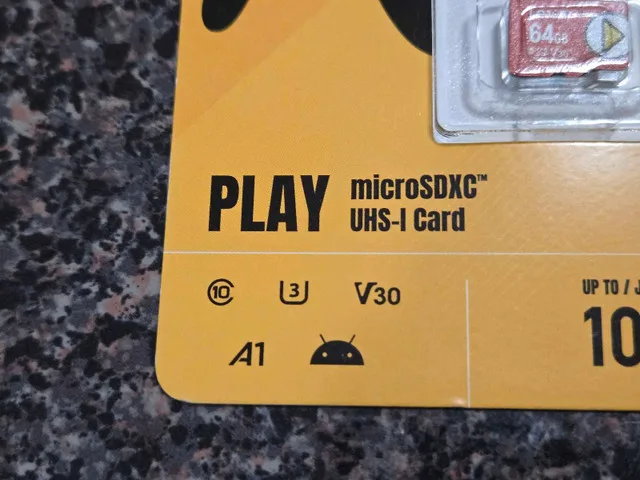 64GB
PLAY
microSDXC™
UHS-I Card
10
3
V30
UP TO / J
10
A1